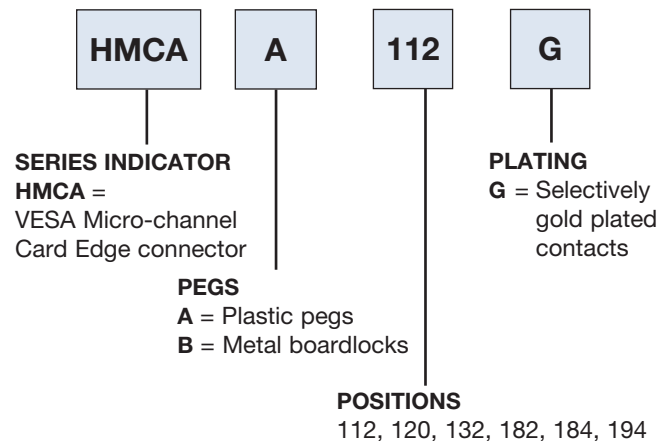 HMCA A 112 G
SERIES INDICATOR
HMCA =
VESA Micro-channel
Card Edge connector
PLATING
G = Selectively
gold plated
contacts
PEGS
A = Plastic pegs
B = Metal boardlocks
POSITIONS
112, 120, 132, 182, 184, 194